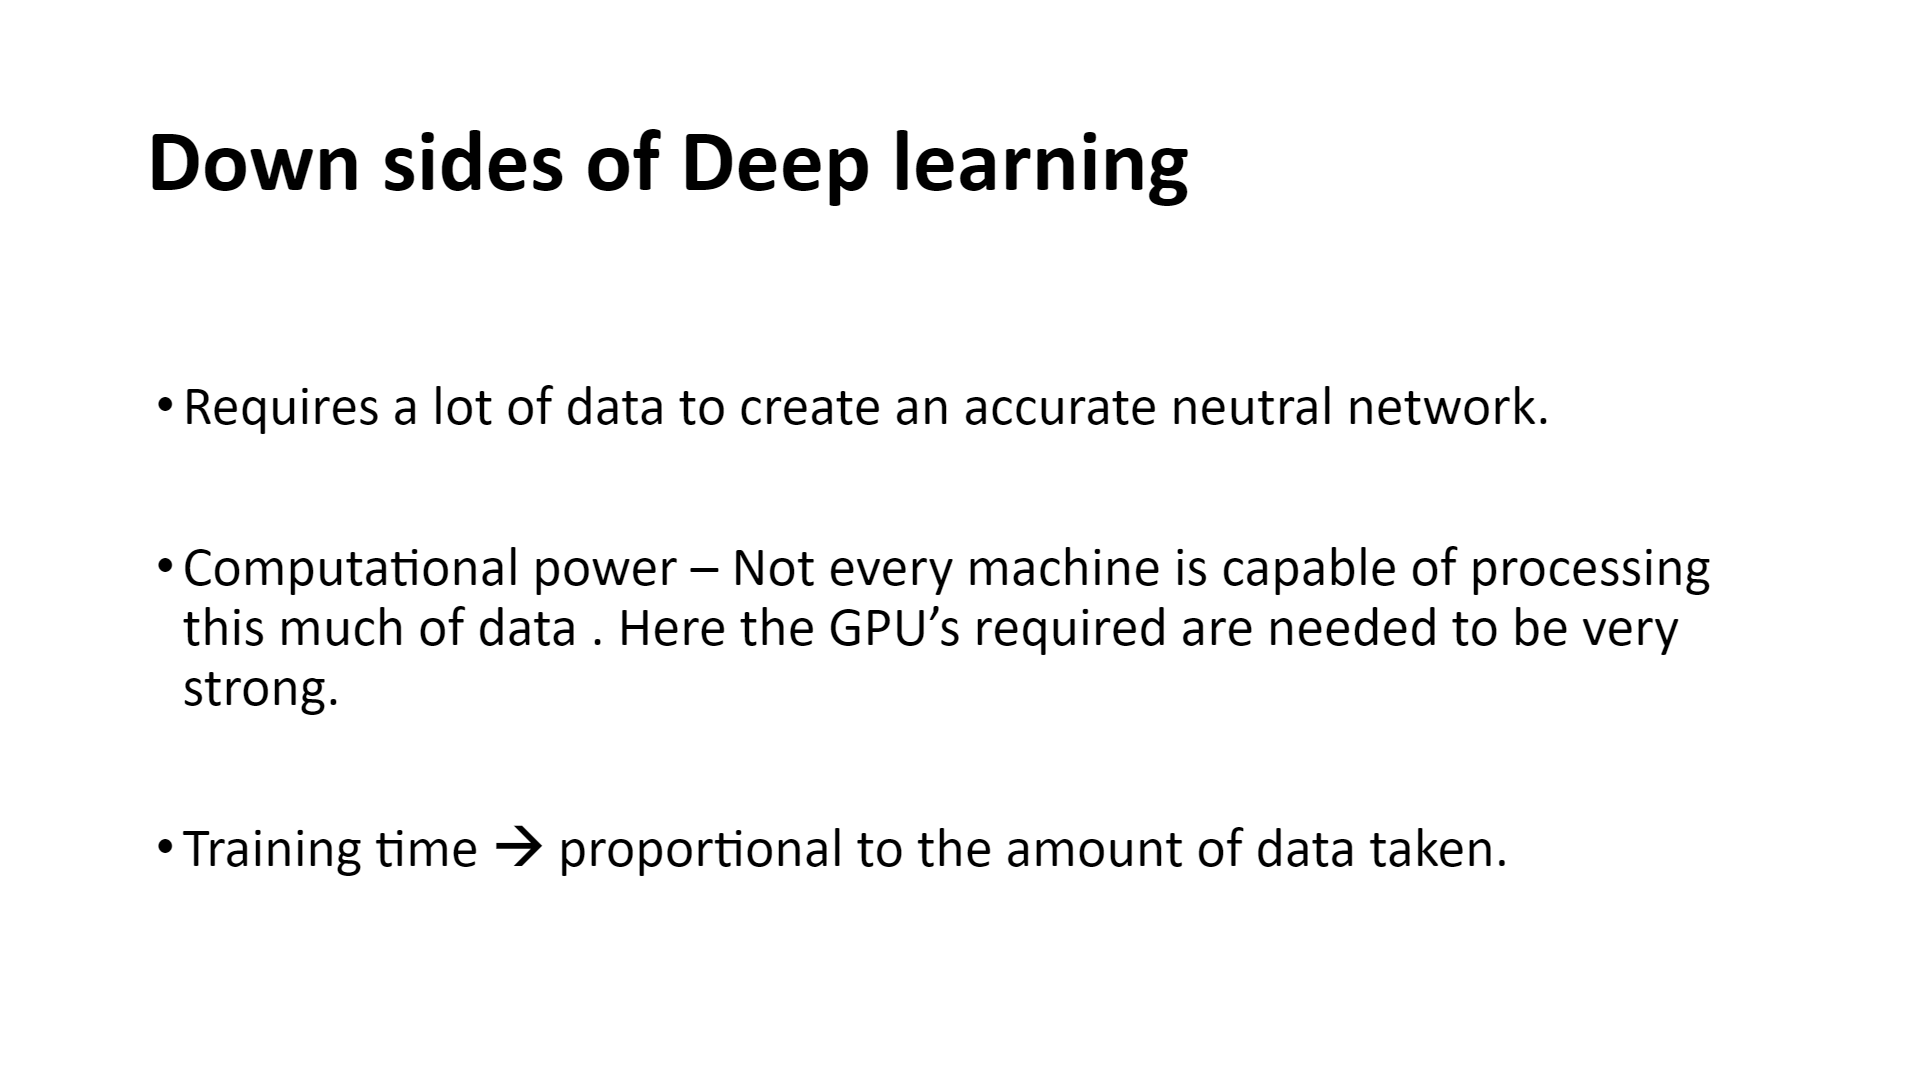 Down sides of Deep learning
• Requires a lot of data to create an accurate neutral network.
• Computational power – Not every machine is capable of processing
this much of data . Here the GPU’s required are needed to be very
strong.
• Training time → proportional to the amount of data taken.